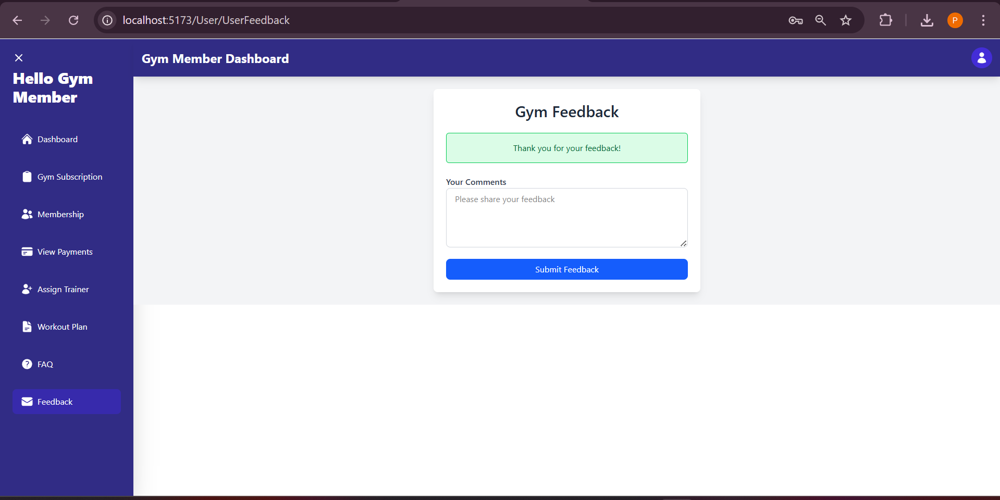 localhost:5173/User/UserFeedback
P
Hello Gym
Member
Dashboard
Gym Subscription
Membership
View Payments
Assign Trainer
Workout Plan
FAQ
Feedback
Gym Member Dashboard
Gym Feedback
Thank you for your feedback!
Your Comments
Please share your feedback
Submit Feedback